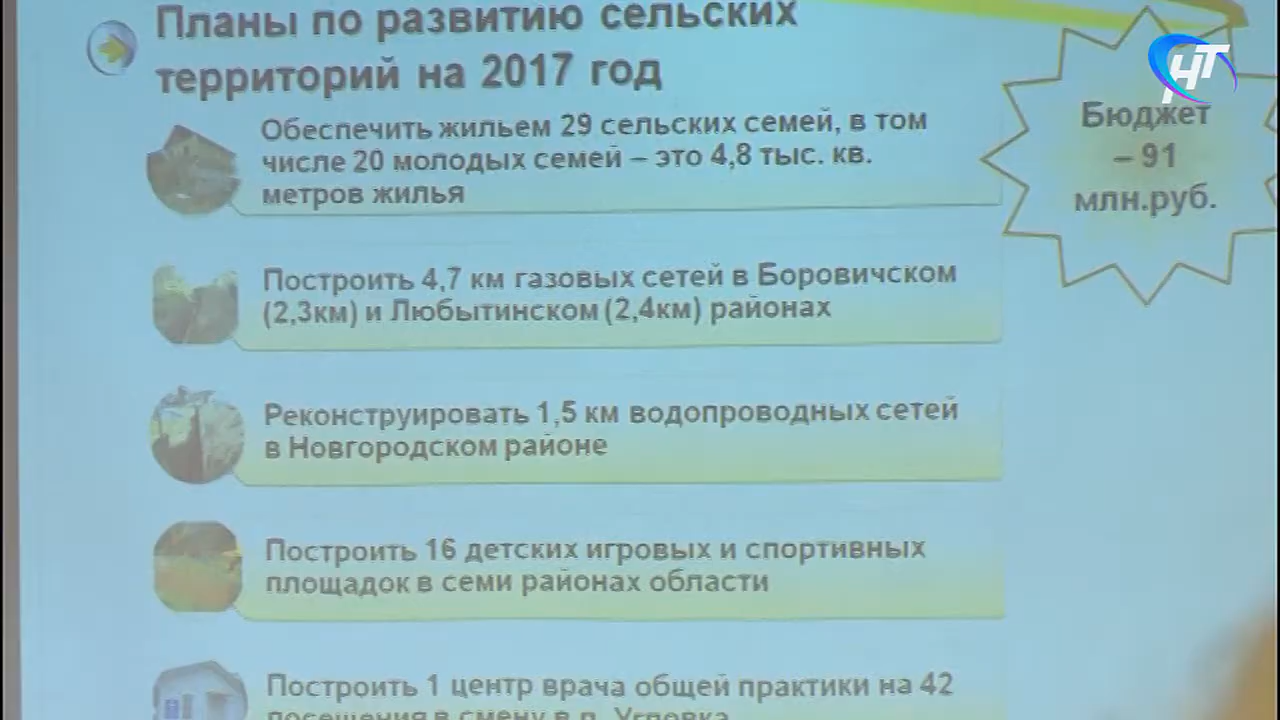 Планы по развитию сельских
территорий на 2017 год
НТ
Бюджет
– 91
млн.руб.
Обеспечить жильем 29 сельских семей, в том
числе 20 молодых семей – это 4,8 тыс. кв.
метров жилья
Построить 4,7 км газовых сетей в Боровичском
(2,3км) и Любытинском (2,4км) районах
Реконструировать 1,5 км водопроводных сетей
в Новгородском районе
Построить 16 детских игровых и спортивных
площадок в семи районах области
Построить 1 центр врача общей практики на 42
посещения в смену в п. Угловка